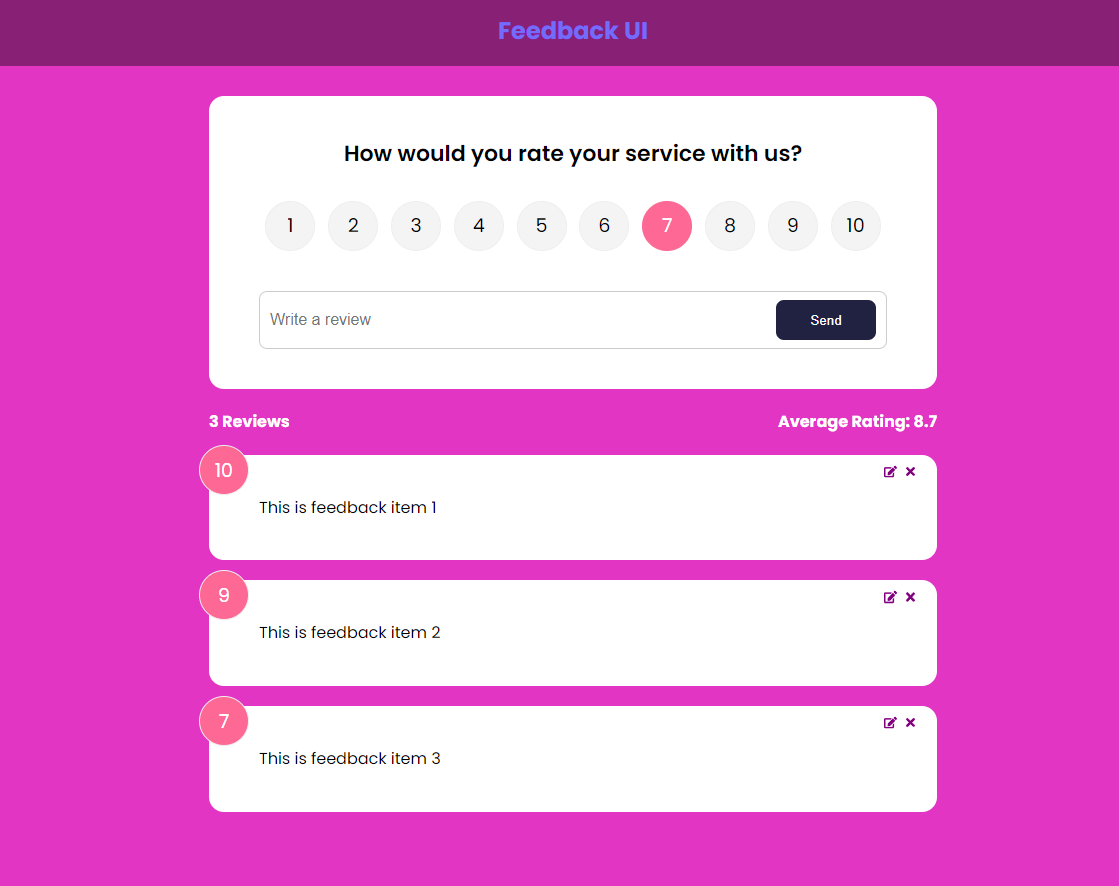 Feedback UI
How would you rate your service with us?
1 2 3 4 5 6 7 8 9 10
Write a review Send
3 Reviews Average Rating: 8.7
10
This is feedback item 1
9
This is feedback item 2
7
This is feedback item 3